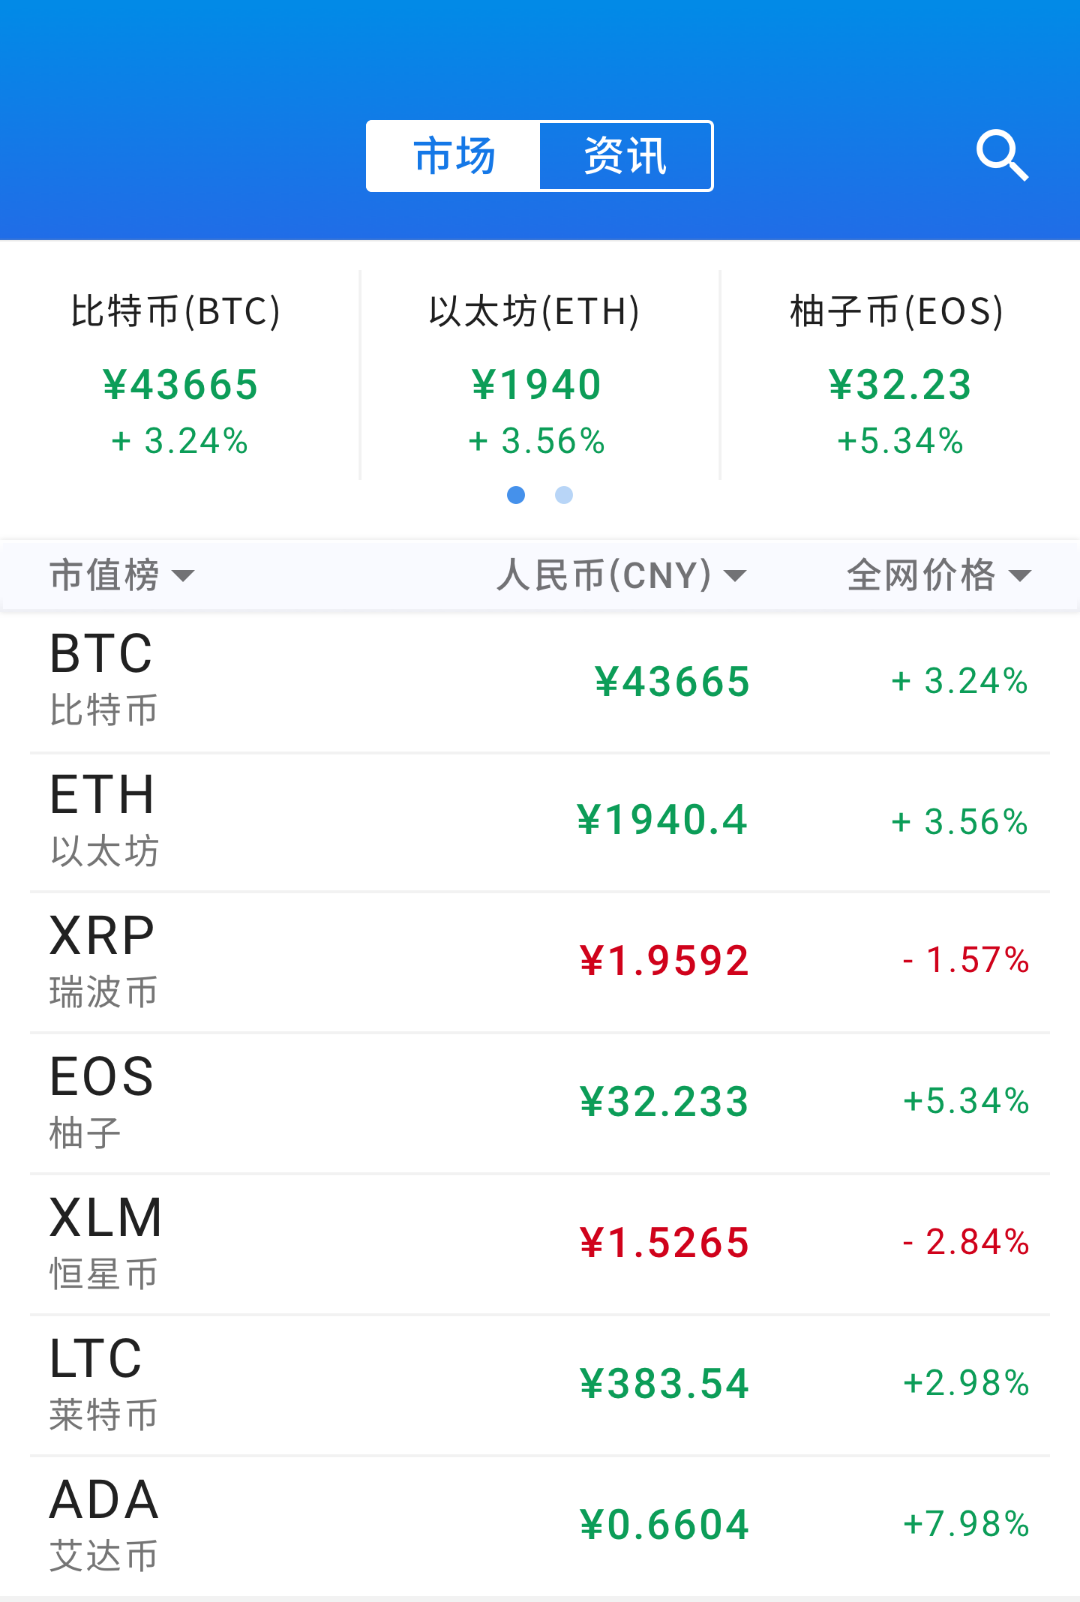 市场 资讯
比特币(BTC) 以太坊(ETH) 柚子币(EOS)
¥43665 ¥1940 ¥32.23
+ 3.24% + 3.56% +5.34%
市值榜 人民币(CNY) 全网价格
BTC
¥43665 + 3.24%
比特币
ETH
¥1940.4 + 3.56%
以太坊
XRP
¥1.9592 - 1.57%
瑞波币
EOS
¥32.233 +5.34%
柚子
XLM
¥1.5265 - 2.84%
恒星币
LTC
¥383.54 +2.98%
莱特币
ADA
¥0.6604 +7.98%
艾达币